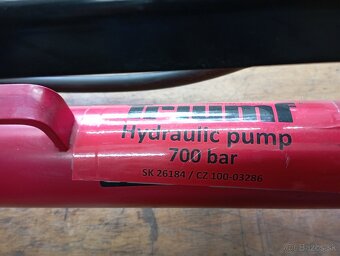 Hydraulic pump
700 bar
SK 26184 / CZ 100-03286